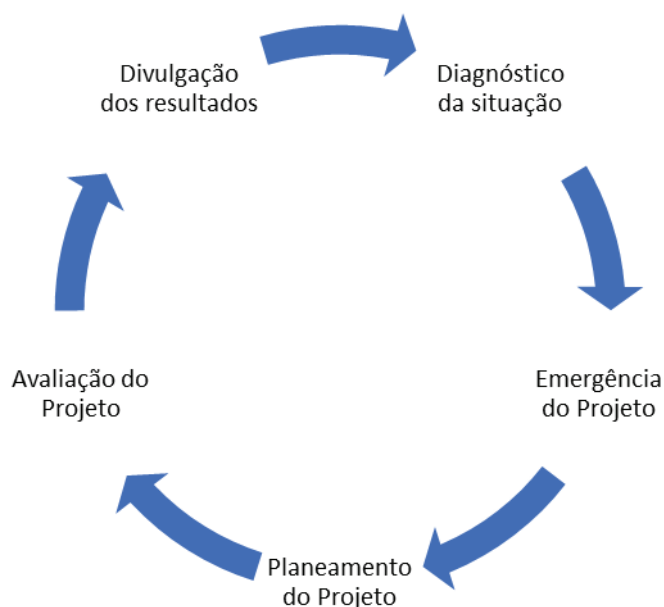 Divulgação
dos resultados
Diagnóstico
da situação
Emergência
do Projeto
Planeamento
do Projeto
Avaliação do
Projeto